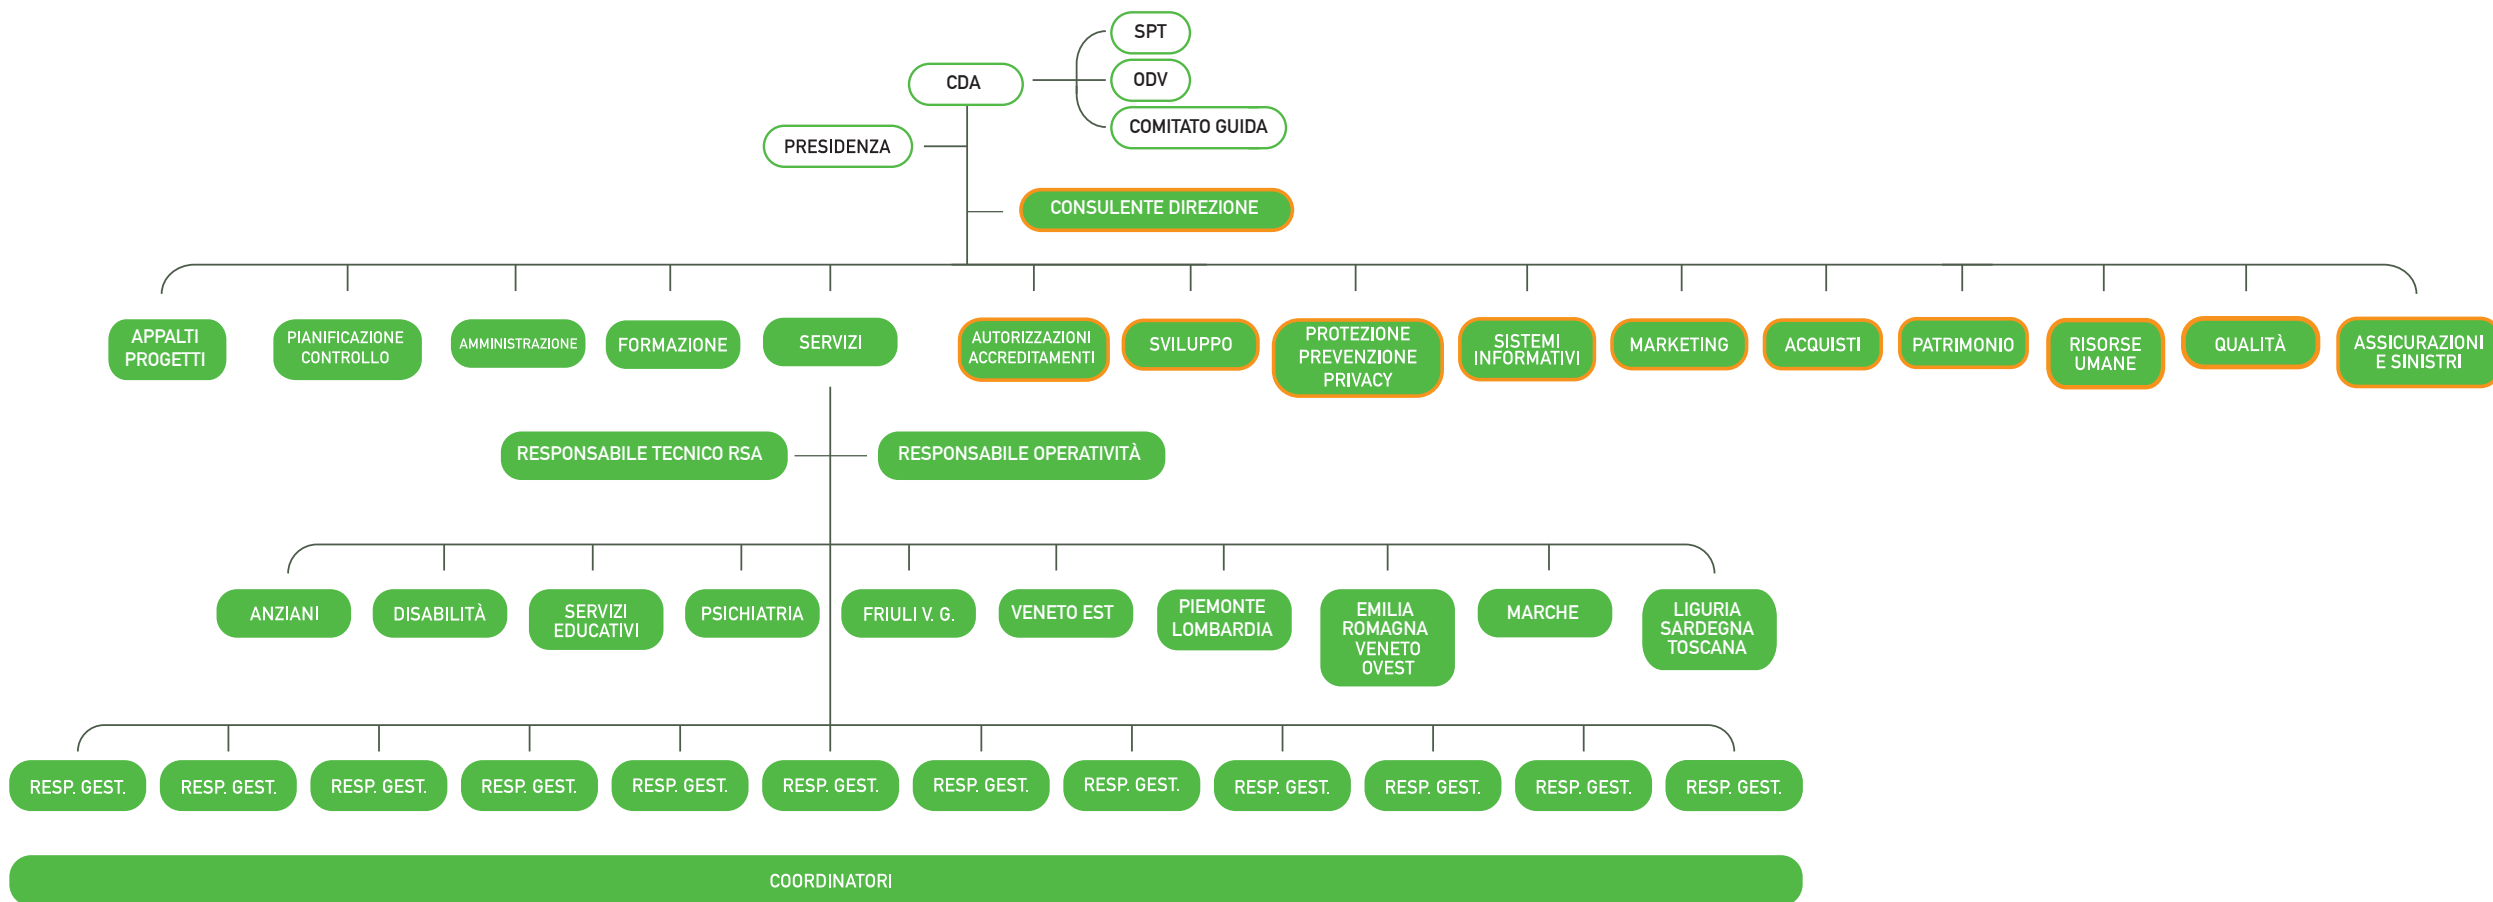 SPT
CDA
ODV
COMITATO GUIDA
PRESIDENZA
CONSULENTE DIREZIONE
APPALTI
PROGETTI
PIANIFICAZIONE
CONTROLLO
AMMINISTRAZIONE
FORMAZIONE
SERVIZI
AUTORIZZAZIONI
ACCREDITAMENTI
SVILUPPO
PROTEZIONE
PREVENZIONE
PRIVACY
SISTEMI
INFORMATIVI
MARKETING
ACQUISTI
PATRIMONIO
RISORSE
UMANE
QUALITÀ
ASSICURAZIONI
E SINISTRI
RESPONSABILE TECNICO RSA
RESPONSABILE OPERATIVITÀ
ANZIANI
DISABILITÀ
SERVIZI
EDUCATIVI
PSICHIATRIA
FRIULI V. G.
VENETO EST
PIEMONTE
LOMBARDIA
EMILIA
ROMAGNA
VENETO
OVEST
MARCHE
LIGURIA
SARDEGNA
TOSCANA
RESP. GEST.
RESP. GEST.
RESP. GEST.
RESP. GEST.
RESP. GEST.
RESP. GEST.
RESP. GEST.
RESP. GEST.
RESP. GEST.
RESP. GEST.
RESP. GEST.
RESP. GEST.
COORDINATORI